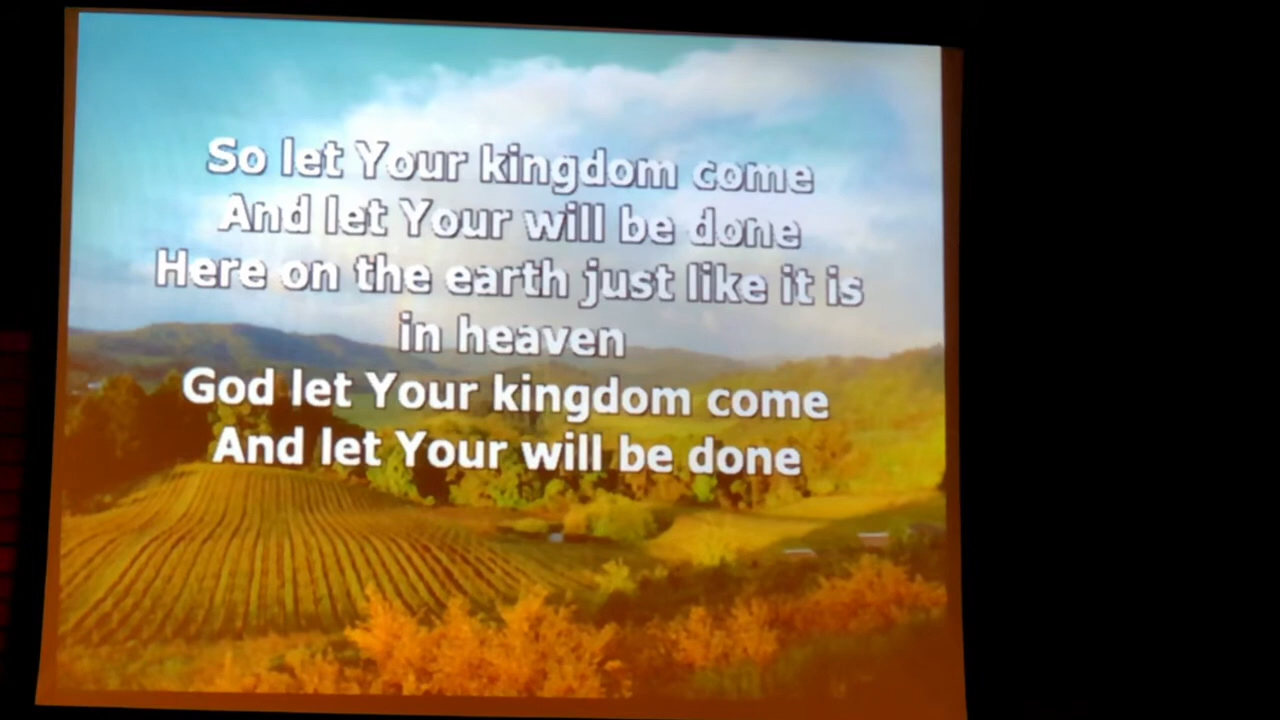 So let Your kingdom come
And let Your will be done
Here on the earth just like it is
in heaven
God let Your kingdom come
And let Your will be done